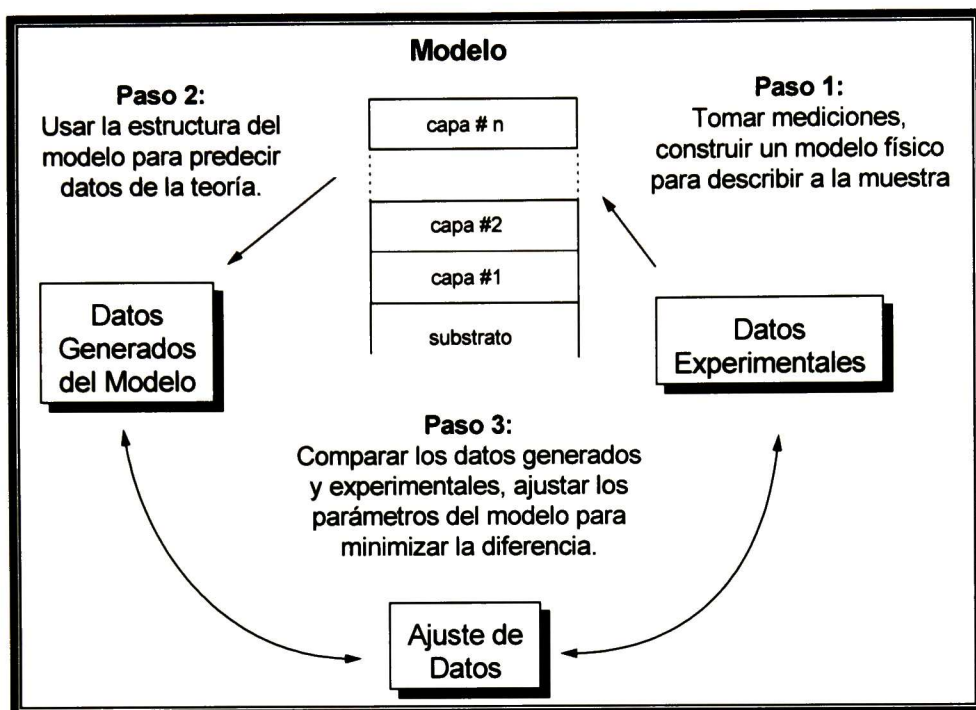 Modelo
Paso 2:
Usar la estructura del
modelo para predecir
datos de la teoría.
capa # n
capa #2
capa #1
substrato
Paso 1:
Tomar mediciones,
construir un modelo físico
para describir a la muestra
Datos
Generados
del Modelo
Datos
Experimentales
Paso 3:
Comparar los datos generados
y experimentales, ajustar los
parámetros del modelo para
minimizar la diferencia.
Ajuste de
Datos